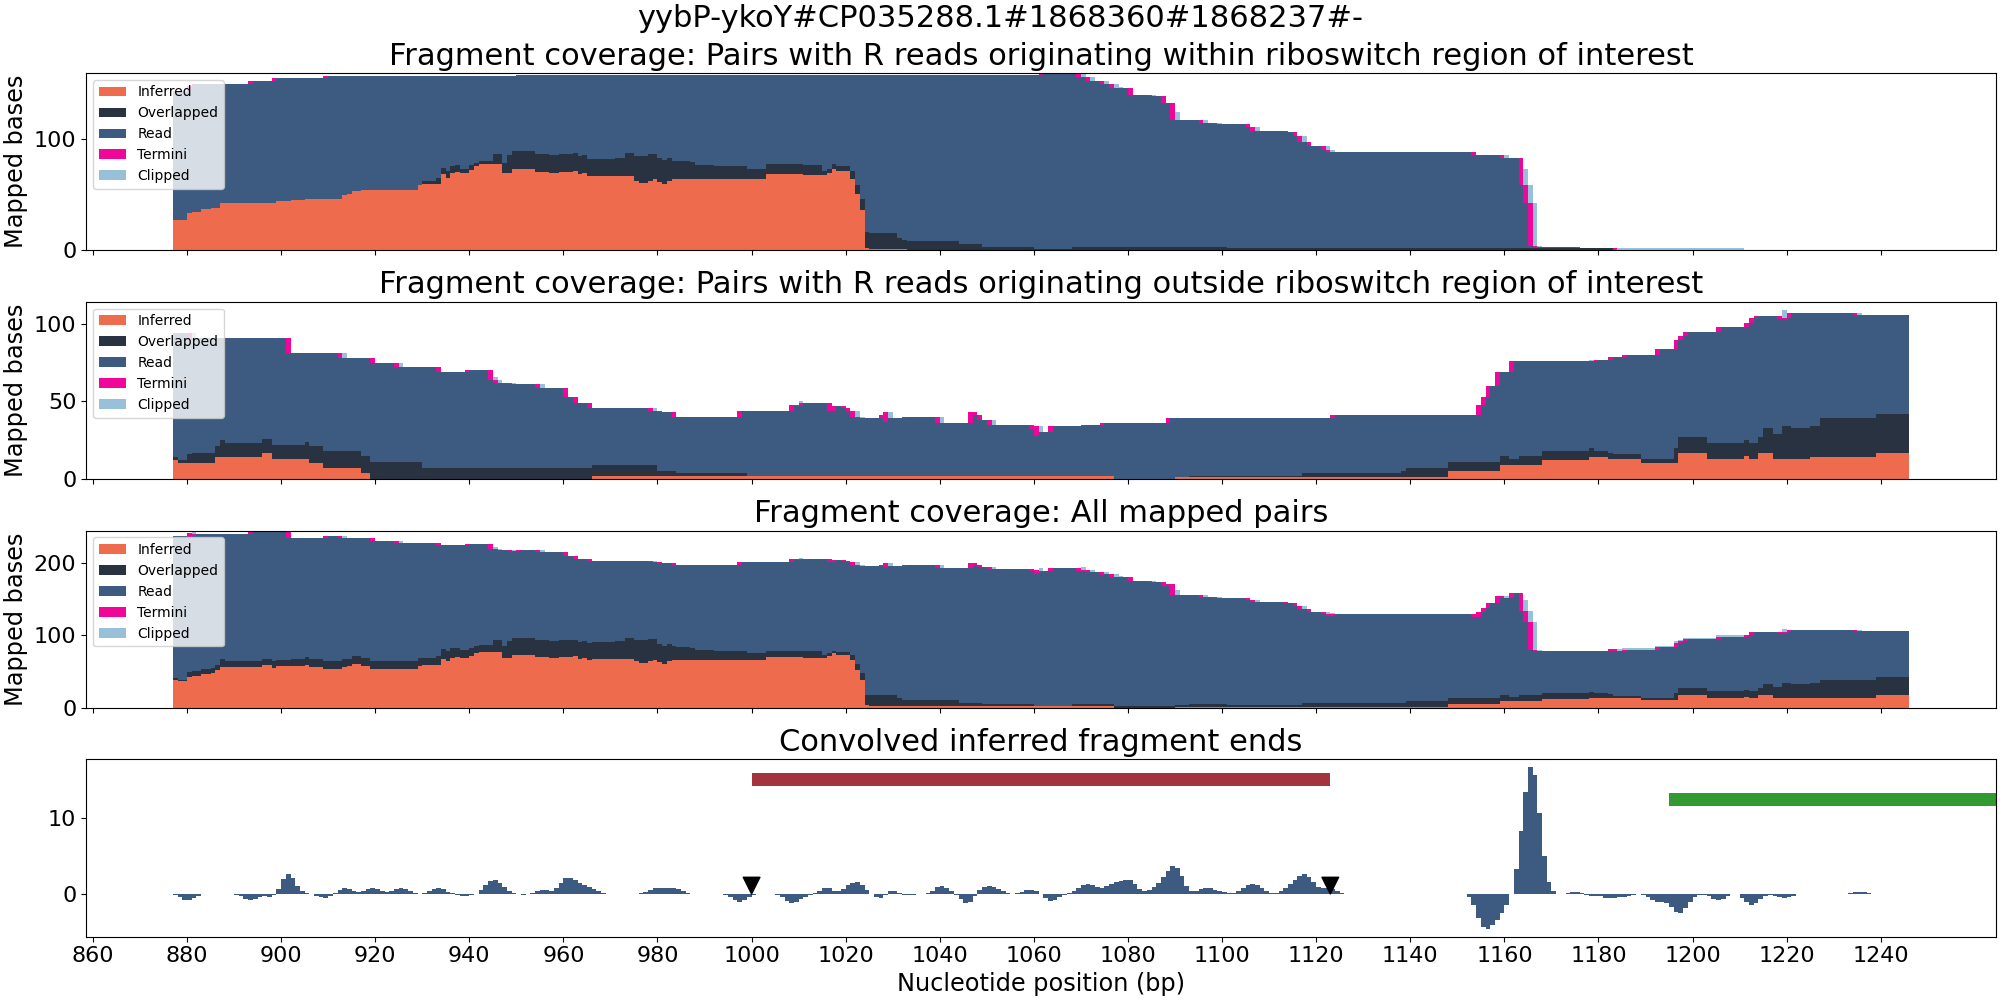 yybP-ykoY#CP035288.1#1868360#1868237#-
Fragment coverage: Pairs with R reads originating within riboswitch region of interest
Mapped bases
100
0
Inferred
Overlapped
Read
Termini
Clipped
Fragment coverage: Pairs with R reads originating outside riboswitch region of interest
Mapped bases
100
50
0
Inferred
Overlapped
Read
Termini
Clipped
Fragment coverage: All mapped pairs
Mapped bases
200
100
0
Inferred
Overlapped
Read
Termini
Clipped
Convolved inferred fragment ends
10
0
860 880 900 920 940 960 980 1000 1020 1040 1060 1080 1100 1120 1140 1160 1180 1200 1220 1240
Nucleotide position (bp)